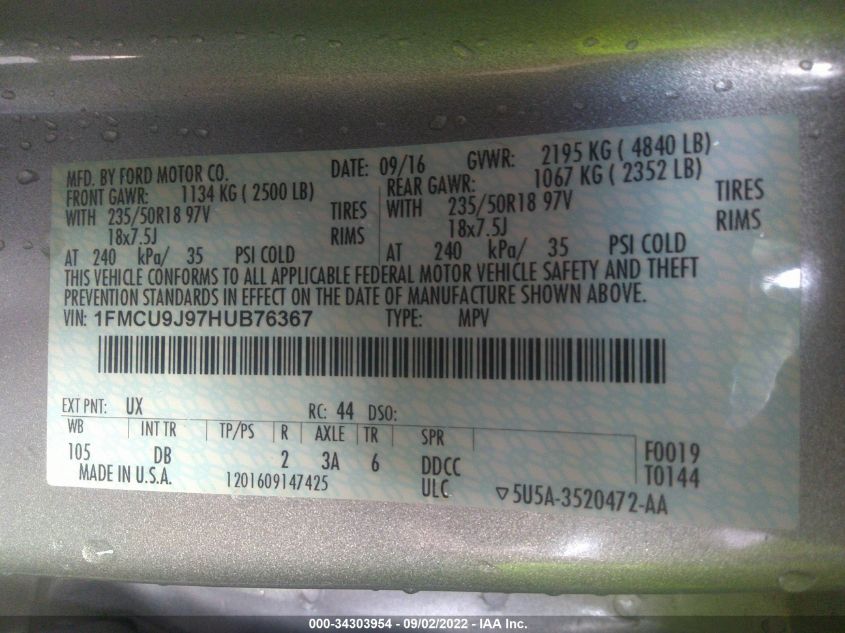 MFD. BY FORD MOTOR CO. DATE: 09/16 GVWR: 2195 KG ( 4840 LB)
FRONT GAWR: 1134 KG ( 2500 LB) REAR GAWR: 1067 KG ( 2352 LB)
WITH 235/50R18 97V TIRES WITH 235/50R18 97V TIRES
18x7.5J RIMS 18x7.5J RIMS
AT 240 kPa/ 35 PSI COLD AT 240 kPa/ 35 PSI COLD
THIS VEHICLE CONFORMS TO ALL APPLICABLE FEDERAL MOTOR VEHICLE SAFETY AND THEFT
PREVENTION STANDARDS IN EFFECT ON THE DATE OF MANUFACTURE SHOWN ABOVE.
VIN: 1FMCU9J97HUB76367 TYPE: MPV
EXT PNT: UX RC: 44 DSO:
WB INT TR TP/PS R AXLE TR SPR
105 DB 2 3A 6 DDCC F0019
MADE IN U.S.A. 1201609147425 ULC T0144
▽5U5A-3520472-AA
000-34303954 - 09/02/2022 - IAA Inc.